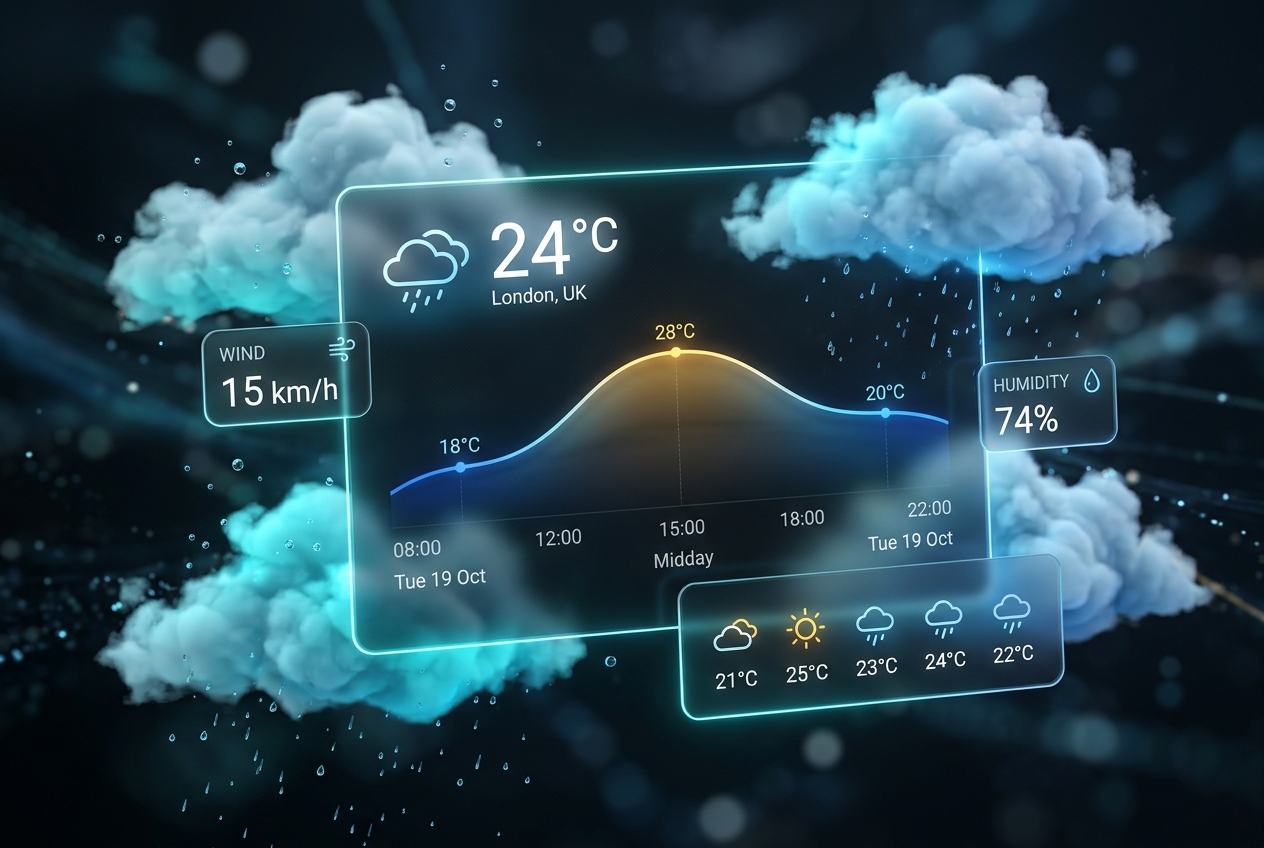 24°C
London, UK
WIND
15 km/h
28°C
20°C
18°C
HUMIDITY
74%
08:00
12:00
15:00
18:00
22:00
Tue 19 Oct
Midday
Tue 19 Oct
21°C
25°C
23°C
24°C
22°C